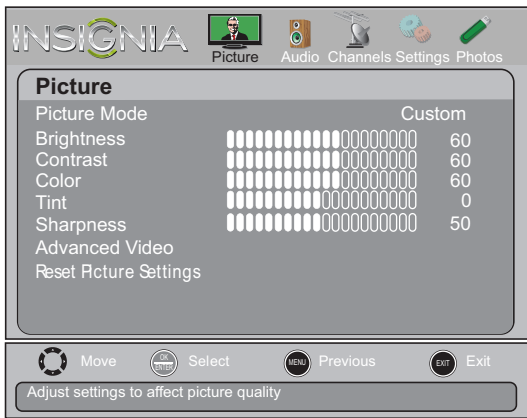 INSIGNIA
Picture Audio Channels Settings Photos
Picture
Picture Mode Custom
Brightness 60
Contrast 60
Color 60
Tint 0
Sharpness 50
Advanced Video
Reset Picture Settings
Move OK ENTER Select MENU Previous EXIT Exit
Adjust settings to affect picture quality